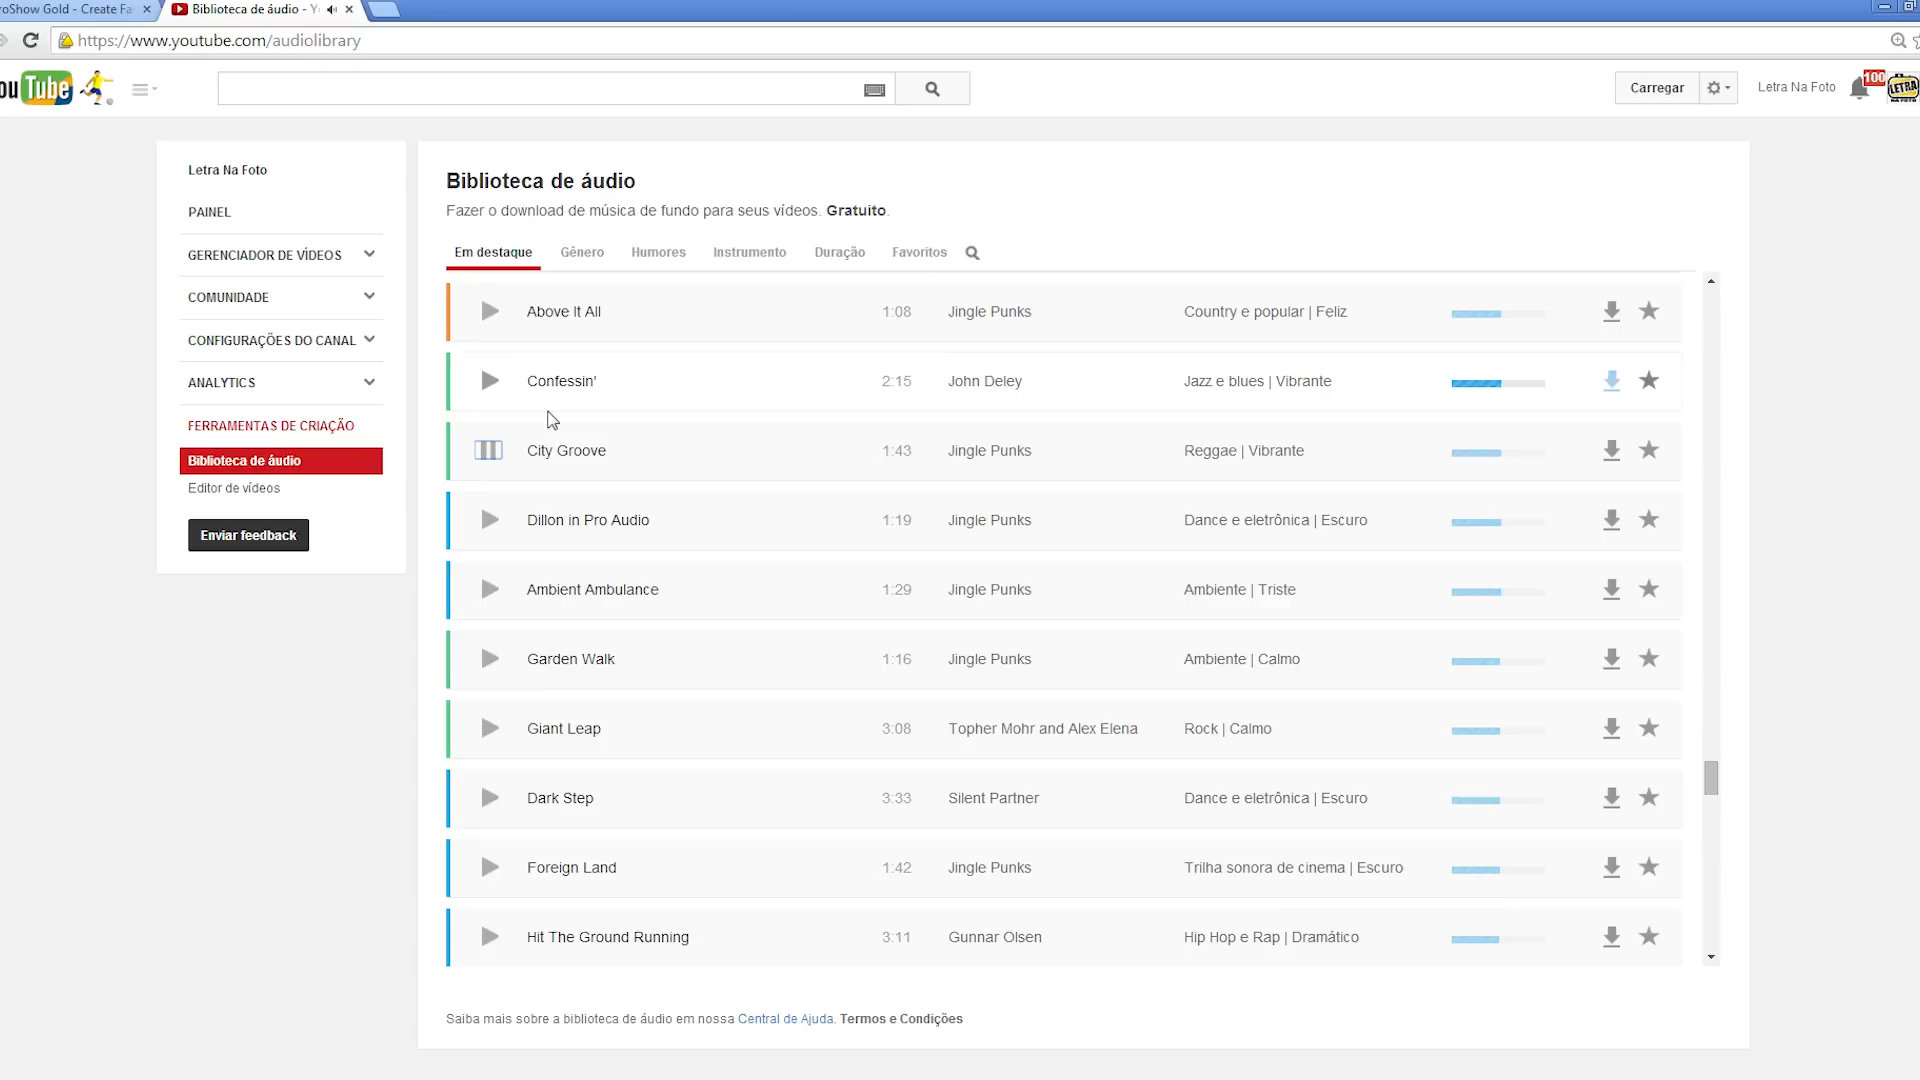 roShow Gold - Create Fa
Biblioteca de áudio - Y
https://www.youtube.com/audiolibrary
ouTube
Carregar
Letra Na Foto
100
LETRA
NA FOTO
Letra Na Foto
PAINEL
GERENCIADOR DE VÍDEOS
COMUNIDADE
CONFIGURAÇÕES DO CANAL
ANALYTICS
FERRAMENTAS DE CRIAÇÃO
Biblioteca de áudio
Editor de vídeos
Enviar feedback
Biblioteca de áudio
Fazer o download de música de fundo para seus vídeos. Gratuito.
Em destaque Gênero Humores Instrumento Duração Favoritos
Above It All 1:08 Jingle Punks Country e popular | Feliz
Confessin' 2:15 John Deley Jazz e blues | Vibrante
City Groove 1:43 Jingle Punks Reggae | Vibrante
Dillon in Pro Audio 1:19 Jingle Punks Dance e eletrônica | Escuro
Ambient Ambulance 1:29 Jingle Punks Ambiente | Triste
Garden Walk 1:16 Jingle Punks Ambiente | Calmo
Giant Leap 3:08 Topher Mohr and Alex Elena Rock | Calmo
Dark Step 3:33 Silent Partner Dance e eletrônica | Escuro
Foreign Land 1:42 Jingle Punks Trilha sonora de cinema | Escuro
Hit The Ground Running 3:11 Gunnar Olsen Hip Hop e Rap | Dramático
Saiba mais sobre a biblioteca de áudio em nossa Central de Ajuda. Termos e Condições